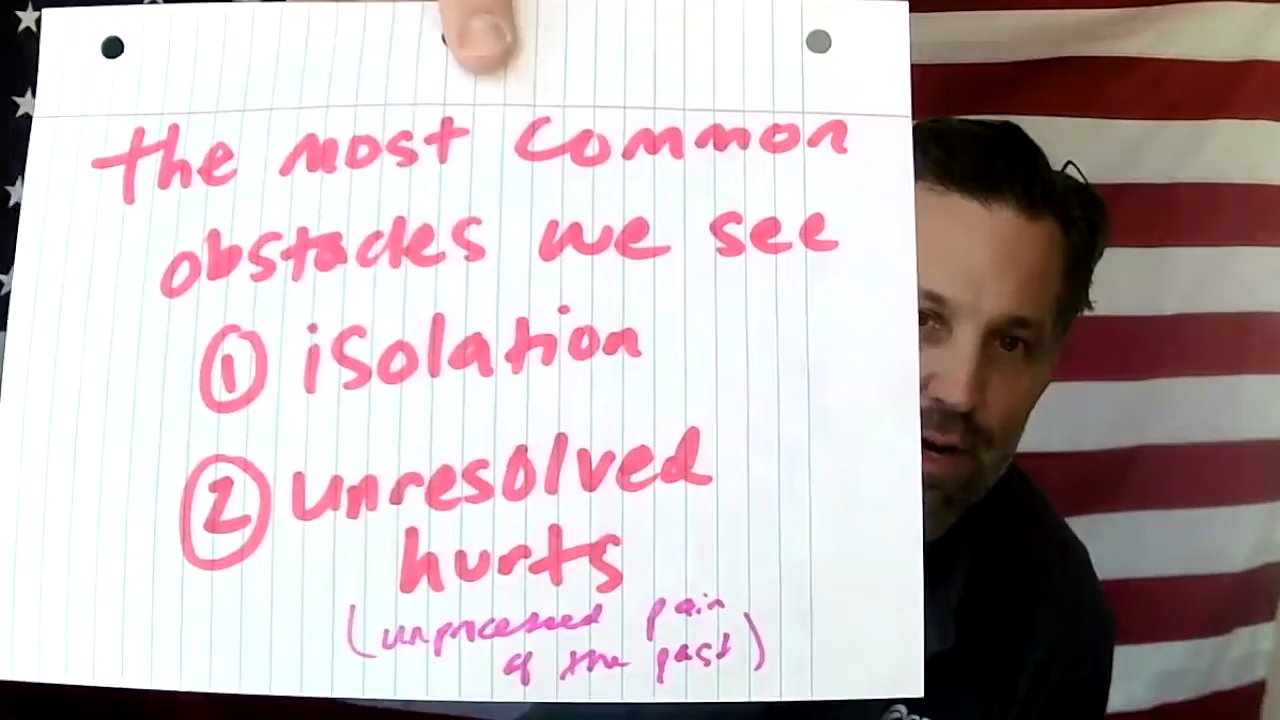 the most common
obstacles we see
① isolation
② unresolved
hurts
(unprocessed pain
of the past)